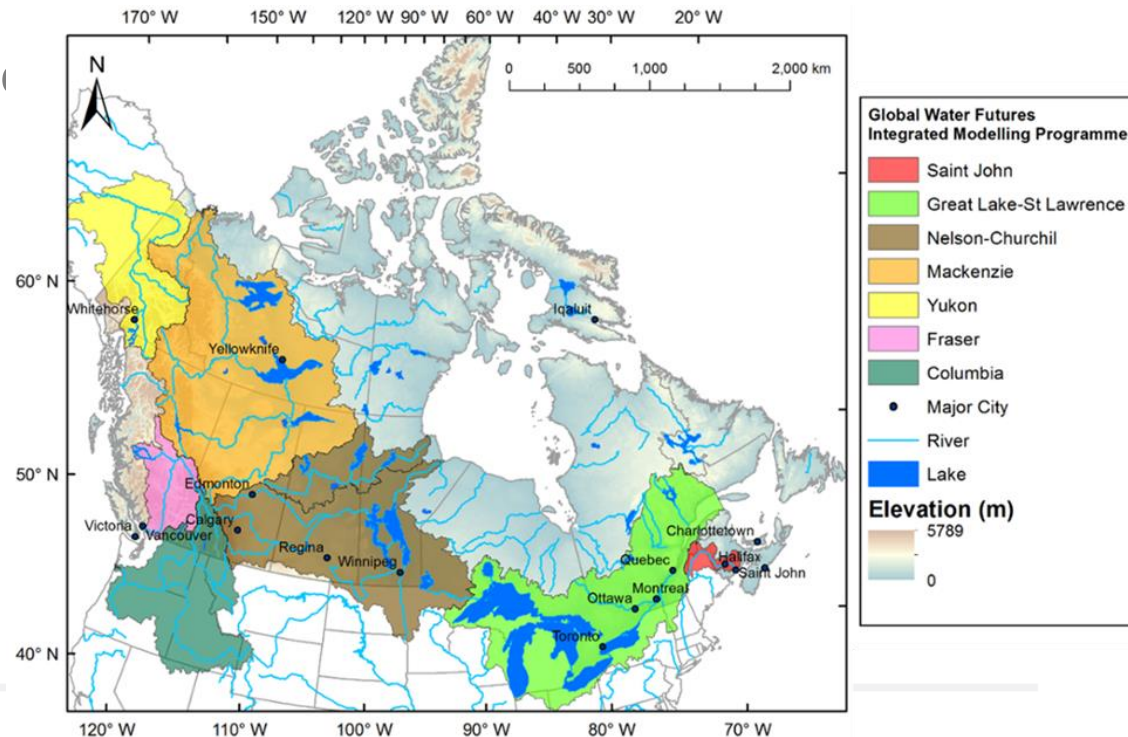 170° W 150° W 120° W 90° W 60° W 40° W 30° W 20° W
N
0 500 1,000 2,000 km
60° N
50° N
40° N
Whitehorse
Yellowknife
Iqaluit
Edmonton
Calgary
Victoria
Vancouver
Regina
Winnipeg
Charlottetown
Halifax
Saint John
Quebec
Montreal
Ottawa
Toronto
120° W 110° W 100° W 90° W 80° W 70° W
Global Water Futures
Integrated Modelling Programme
Saint John
Great Lake-St Lawrence
Nelson-Churchil
Mackenzie
Yukon
Fraser
Columbia
Major City
River
Lake
Elevation (m)
5789
0